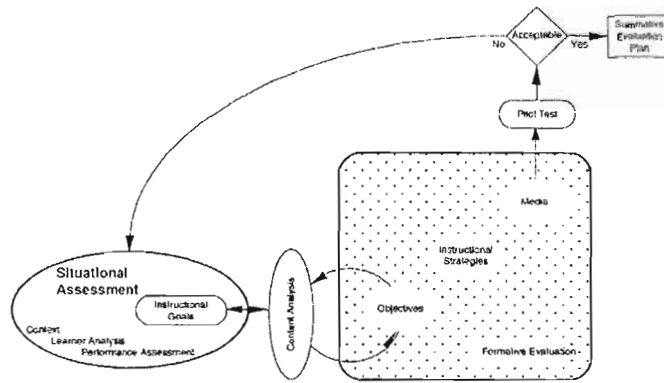 Summative
Evaluation
Plan
Acceptable
No
Yes
Pilot Test
Media
Instructional
Strategies
Situational
Assessment
Instructional
Goals
Content Analysis
Objectives
Context
Learner Analysis
Performance Assessment
Formative Evaluation